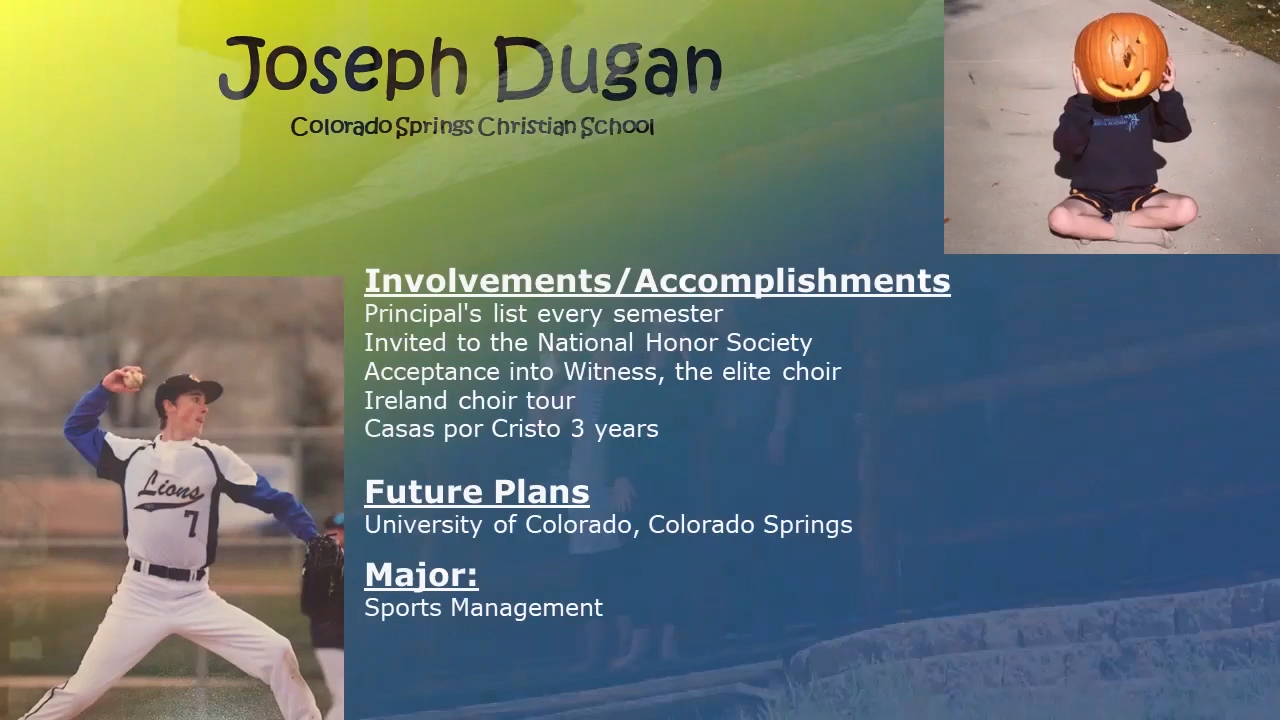 Joseph Dugan
Colorado Springs Christian School
Involvements/Accomplishments
Principal's list every semester
Invited to the National Honor Society
Acceptance into Witness, the elite choir
Ireland choir tour
Casas por Cristo 3 years
Future Plans
University of Colorado, Colorado Springs
Major:
Sports Management
Lions
7